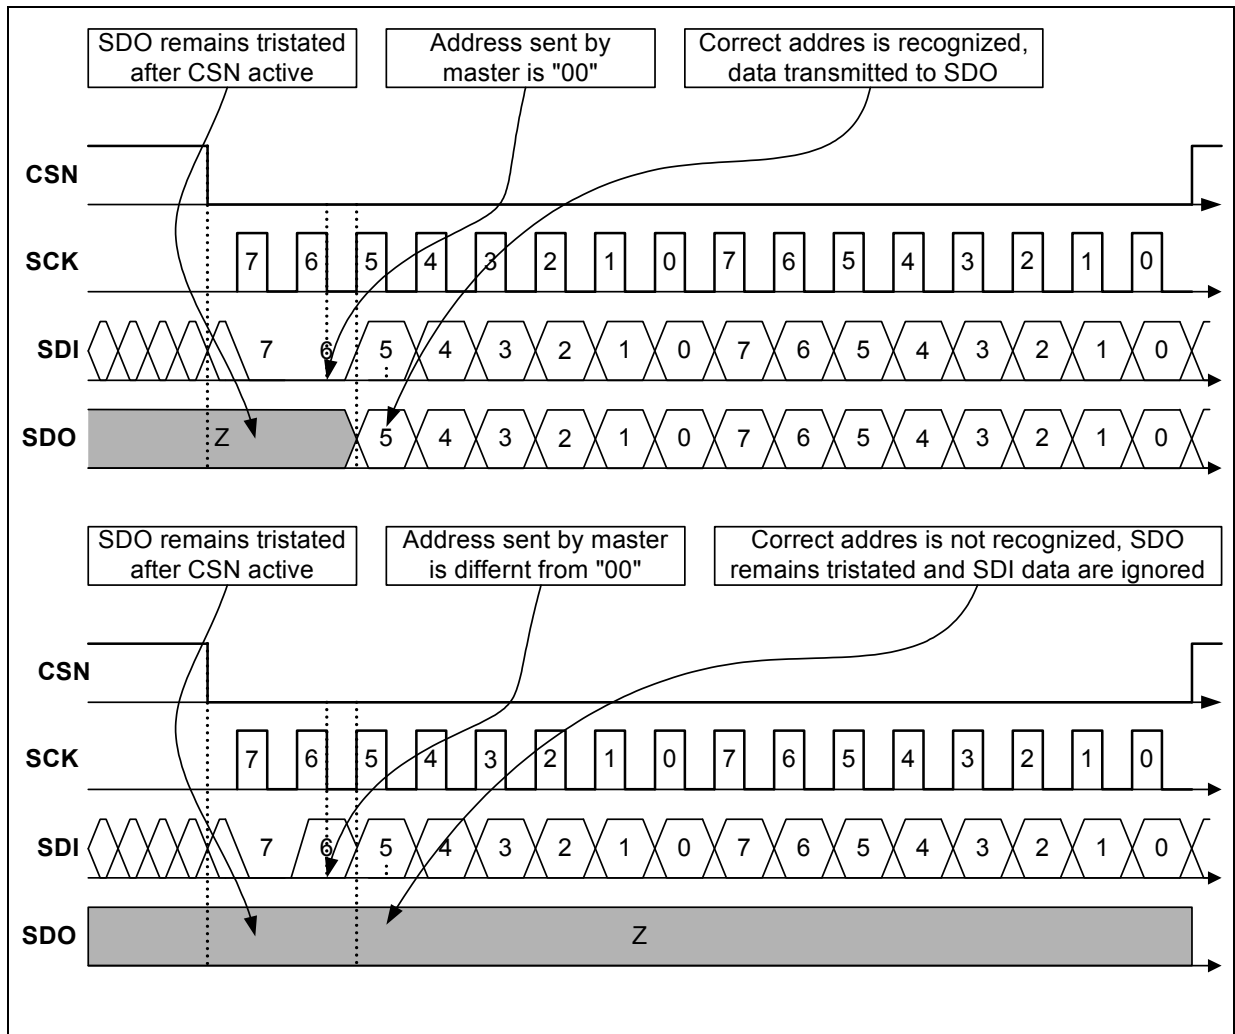 SDO remains tristated
after CSN active
Address sent by
master is "00"
Correct addres is recognized,
data transmitted to SDO
CSN
SCK 7 6 5 4 3 2 1 0 7 6 5 4 3 2 1 0
SDI 7 6 5 4 3 2 1 0 7 6 5 4 3 2 1 0
SDO Z 5 4 3 2 1 0 7 6 5 4 3 2 1 0
SDO remains tristated
after CSN active
Address sent by master
is differnt from "00"
Correct addres is not recognized, SDO
remains tristated and SDI data are ignored
CSN
SCK 7 6 5 4 3 2 1 0 7 6 5 4 3 2 1 0
SDI 7 6 5 4 3 2 1 0 7 6 5 4 3 2 1 0
SDO Z